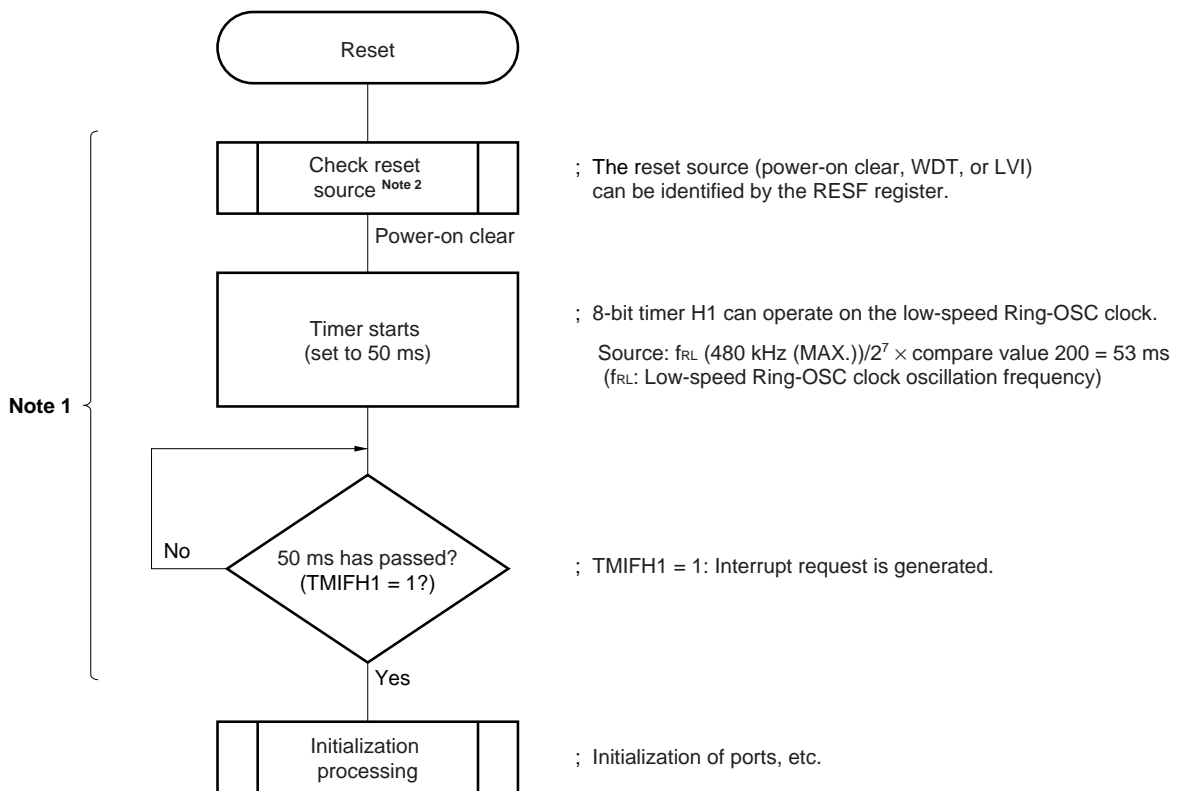 Reset
Check reset
source Note 2
; The reset source (power-on clear, WDT, or LVI)
can be identified by the RESF register.
Power-on clear
Timer starts
(set to 50 ms)
; 8-bit timer H1 can operate on the low-speed Ring-OSC clock.
Source: fRL (480 kHz (MAX.))/2⁷ × compare value 200 = 53 ms
(fRL: Low-speed Ring-OSC clock oscillation frequency)
Note 1
No
50 ms has passed?
(TMIFH1 = 1?)
; TMIFH1 = 1: Interrupt request is generated.
Yes
Initialization
processing
; Initialization of ports, etc.